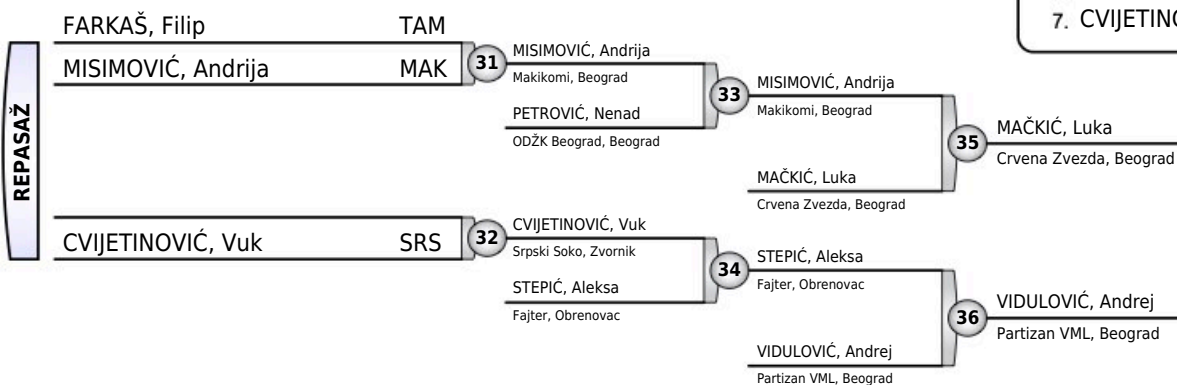 7. CVIJETINO
REPASAŽ
FARKAŠ, Filip TAM
MISIMOVIĆ, Andrija MAK
31
MISIMOVIĆ, Andrija
Makikomi, Beograd
PETROVIĆ, Nenad
ODŽK Beograd, Beograd
33
MISIMOVIĆ, Andrija
Makikomi, Beograd
MAČKIĆ, Luka
Crvena Zvezda, Beograd
35
MAČKIĆ, Luka
Crvena Zvezda, Beograd
CVIJETINOVIĆ, Vuk SRS
32
CVIJETINOVIĆ, Vuk
Srpski Soko, Zvornik
STEPIĆ, Aleksa
Fajter, Obrenovac
34
STEPIĆ, Aleksa
Fajter, Obrenovac
VIDULOVIĆ, Andrej
Partizan VML, Beograd
36
VIDULOVIĆ, Andrej
Partizan VML, Beograd